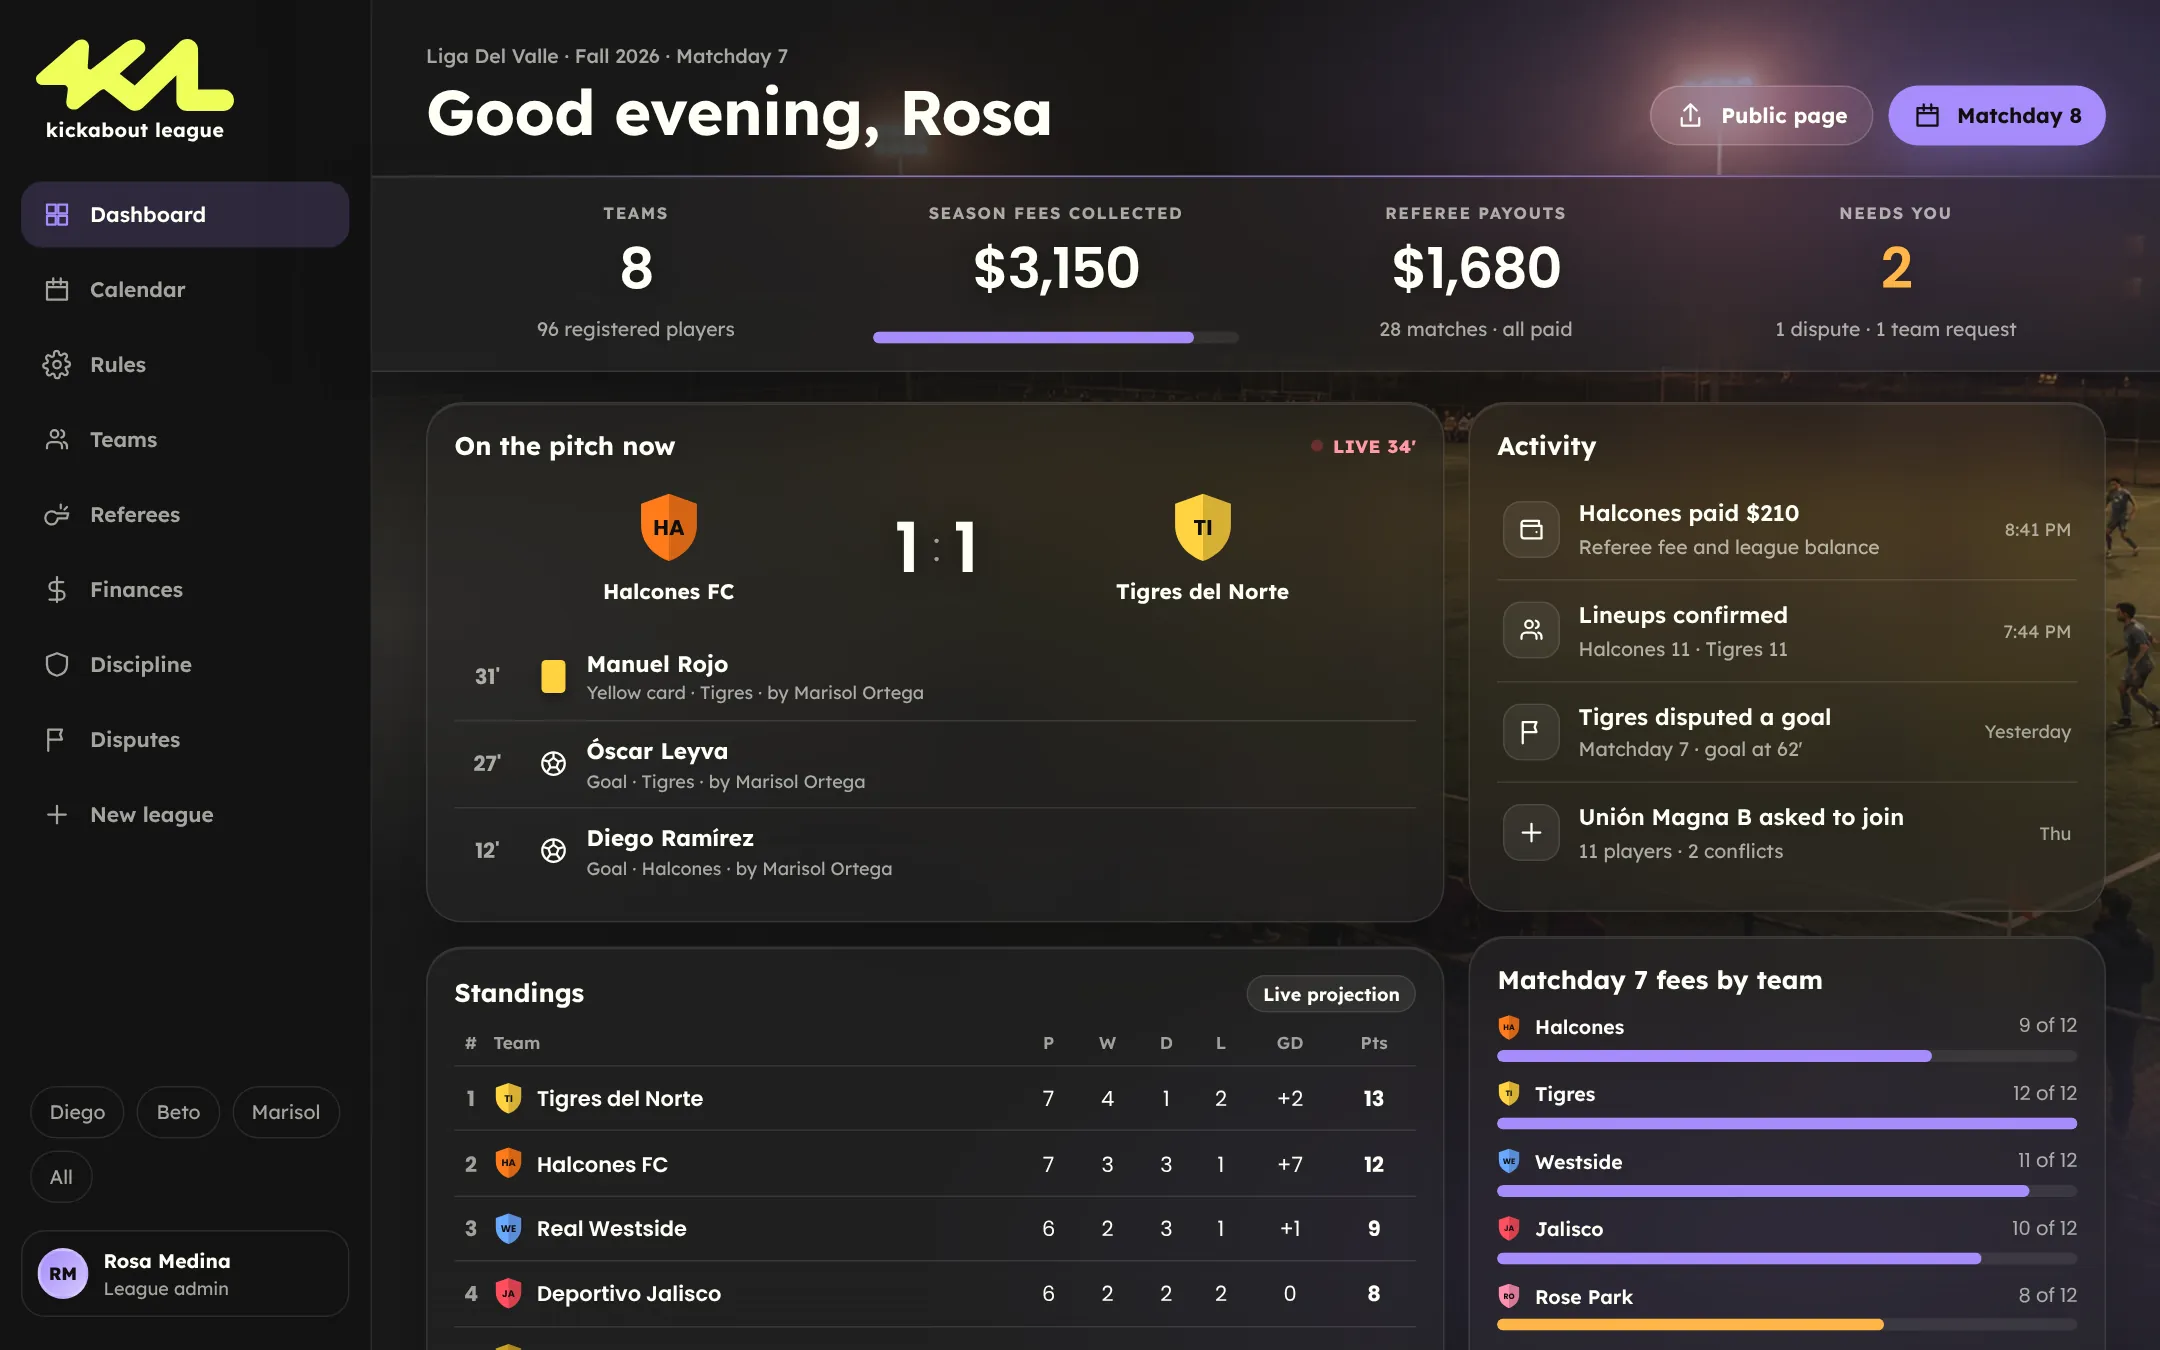 kickabout league
Dashboard
Calendar
Rules
Teams
Referees
Finances
Discipline
Disputes
New league
Diego Beto Marisol
All
RM
Rosa Medina
League admin
Liga Del Valle · Fall 2026 · Matchday 7
Good evening, Rosa
Public page
Matchday 8
TEAMS
8
96 registered players
SEASON FEES COLLECTED
$3,150
REFEREE PAYOUTS
$1,680
28 matches · all paid
NEEDS YOU
2
1 dispute · 1 team request
On the pitch now
LIVE 34'
HA
Halcones FC
1 : 1
TI
Tigres del Norte
31'
Manuel Rojo
Yellow card · Tigres · by Marisol Ortega
27'
Óscar Leyva
Goal · Tigres · by Marisol Ortega
12'
Diego Ramírez
Goal · Halcones · by Marisol Ortega
Activity
Halcones paid $210
Referee fee and league balance
8:41 PM
Lineups confirmed
Halcones 11 · Tigres 11
7:44 PM
Tigres disputed a goal
Matchday 7 · goal at 62'
Yesterday
Unión Magna B asked to join
11 players · 2 conflicts
Thu
Standings
Live projection
# Team P W D L GD Pts
1 TI Tigres del Norte 7 4 1 2 +2 13
2 HA Halcones FC 7 3 3 1 +7 12
3 WE Real Westside 6 2 3 1 +1 9
4 JA Deportivo Jalisco 6 2 2 2 0 8
Matchday 7 fees by team
HA Halcones 9 of 12
TI Tigres 12 of 12
WE Westside 11 of 12
JA Jalisco 10 of 12
RO Rose Park 8 of 12